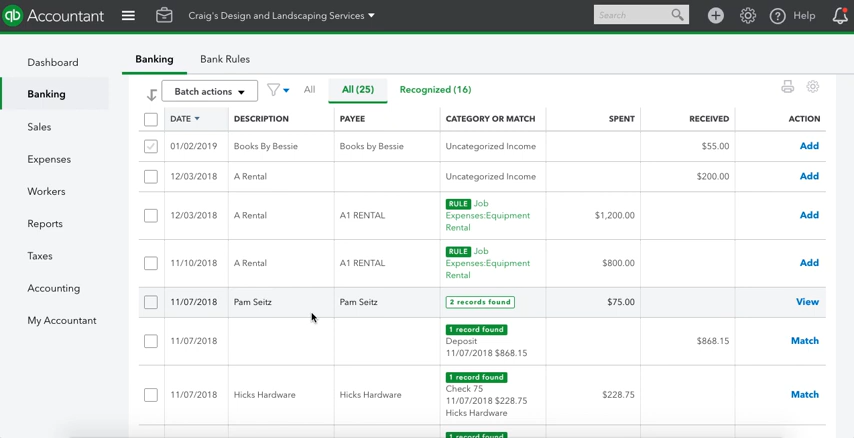 qb Accountant
Craig's Design and Landscaping Services
Search
Help
Dashboard
Banking
Sales
Expenses
Workers
Reports
Taxes
Accounting
My Accountant
Banking Bank Rules
Batch actions All All (25) Recognized (16)
DATE DESCRIPTION PAYEE CATEGORY OR MATCH SPENT RECEIVED ACTION
01/02/2019 Books By Bessie Books by Bessie Uncategorized Income $55.00 Add
12/03/2018 A Rental Uncategorized Income $200.00 Add
12/03/2018 A Rental A1 RENTAL RULE Job
Expenses:Equipment
Rental
$1,200.00 Add
11/10/2018 A Rental A1 RENTAL RULE Job
Expenses:Equipment
Rental
$800.00 Add
11/07/2018 Pam Seitz Pam Seitz 2 records found $75.00 View
11/07/2018 1 record found
Deposit
11/07/2018 $868.15
$868.15 Match
11/07/2018 Hicks Hardware Hicks Hardware 1 record found
Check 75
11/07/2018 $228.75
Hicks Hardware
$228.75 Match
1 record found